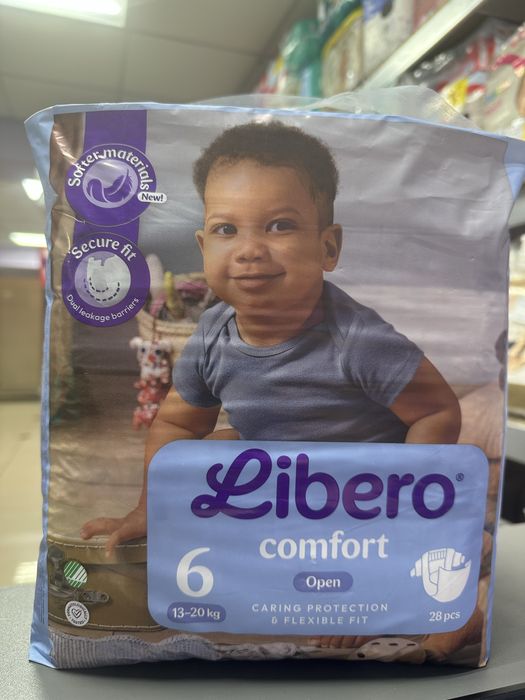 Softer materials
New!
Secure fit
Dual leakage barriers
Libero®
comfort
6
Open
13–20 kg
CARING PROTECTION
& FLEXIBLE FIT
28 pcs